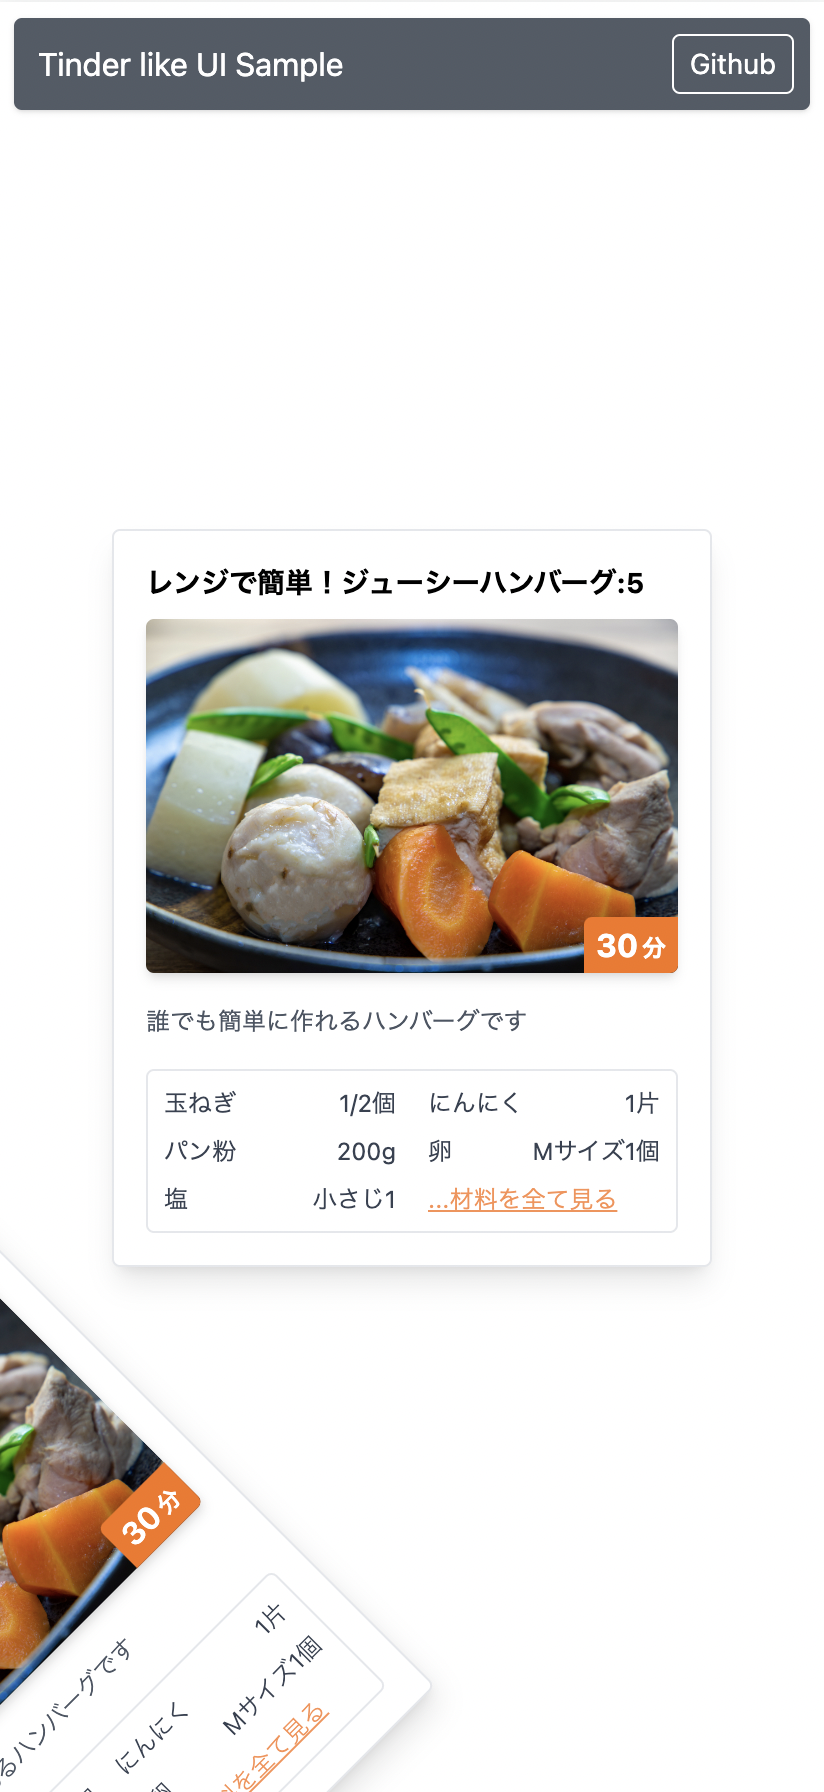 Tinder like UI Sample
Github
レンジで簡単！ジューシーハンバーグ:5
30分
誰でも簡単に作れるハンバーグです
玉ねぎ 1/2個 にんにく 1片
パン粉 200g 卵 Mサイズ1個
塩 小さじ1 ...材料を全て見る
30分
るハンバーグです
にんにく 1片
卵 Mサイズ1個
料を全て見る